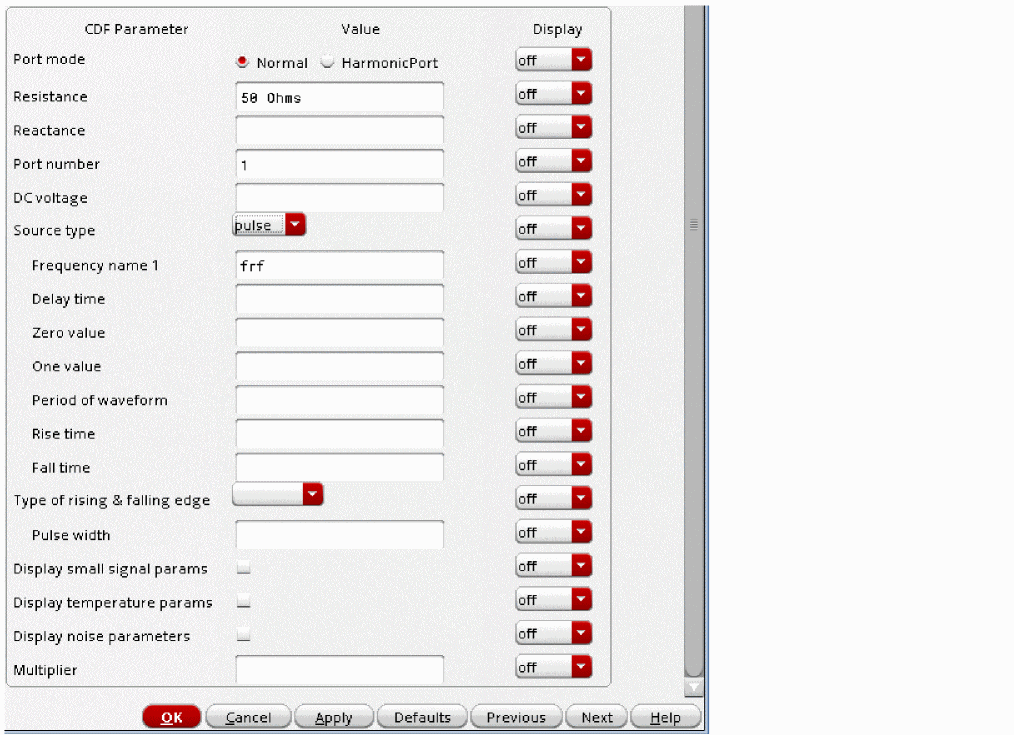 CDF Parameter Value Display
Port mode Normal HarmonicPort off
Resistance 50 Ohms off
Reactance off
Port number 1 off
DC voltage off
Source type pulse off
Frequency name 1 frf off
Delay time off
Zero value off
One value off
Period of waveform off
Rise time off
Fall time off
Type of rising & falling edge off
Pulse width off
Display small signal params off
Display temperature params off
Display noise parameters off
Multiplier off
OK Cancel Apply Defaults Previous Next Help